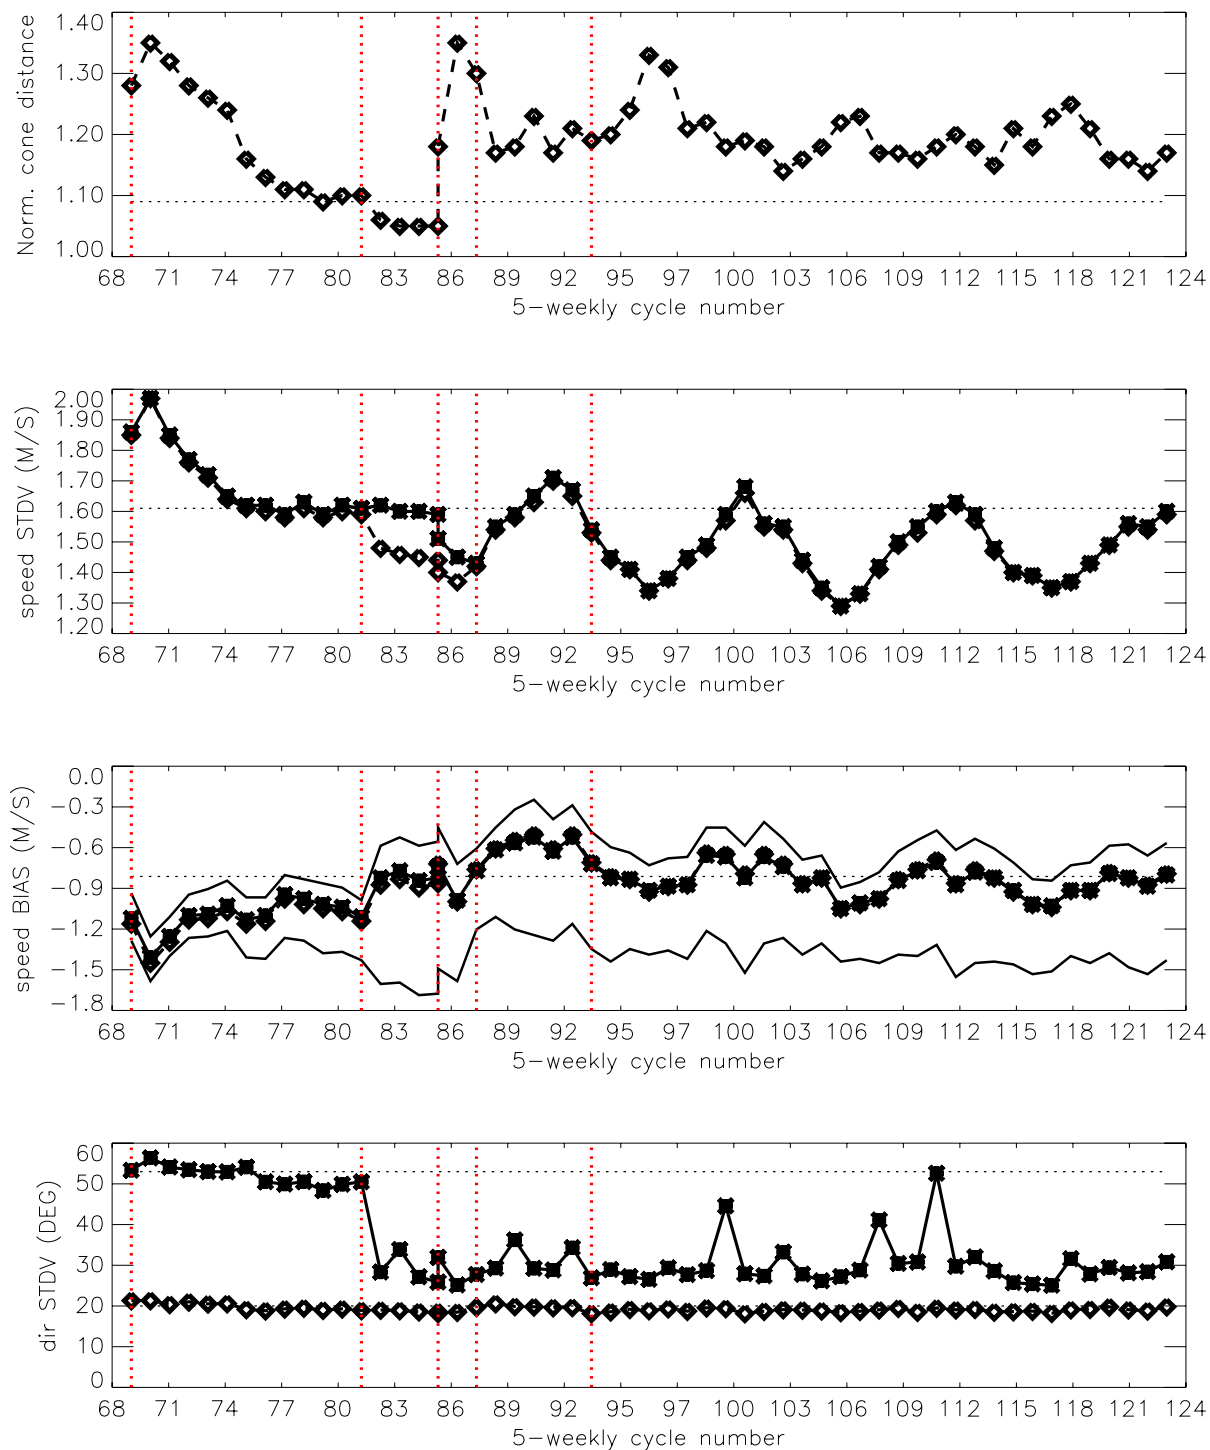 Norm. cone distance
1.40
1.30
1.20
1.10
1.00
68 71 74 77 80 83 86 89 92 95 97 100 103 106 109 112 115 118 121 124
5-weekly cycle number
speed STDV (M/S)
2.00
1.90
1.80
1.70
1.60
1.50
1.40
1.30
1.20
68 71 74 77 80 83 86 89 92 95 97 100 103 106 109 112 115 118 121 124
5-weekly cycle number
speed BIAS (M/S)
0.0
-0.3
-0.6
-0.9
-1.2
-1.5
-1.8
68 71 74 77 80 83 86 89 92 95 97 100 103 106 109 112 115 118 121 124
5-weekly cycle number
dir STDV (DEG)
60
50
40
30
20
10
0
68 71 74 77 80 83 86 89 92 95 97 100 103 106 109 112 115 118 121 124
5-weekly cycle number